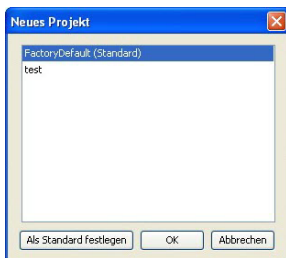 Neues Projekt
FactoryDefault (Standard)
test
Als Standard festlegen OK Abbrechen